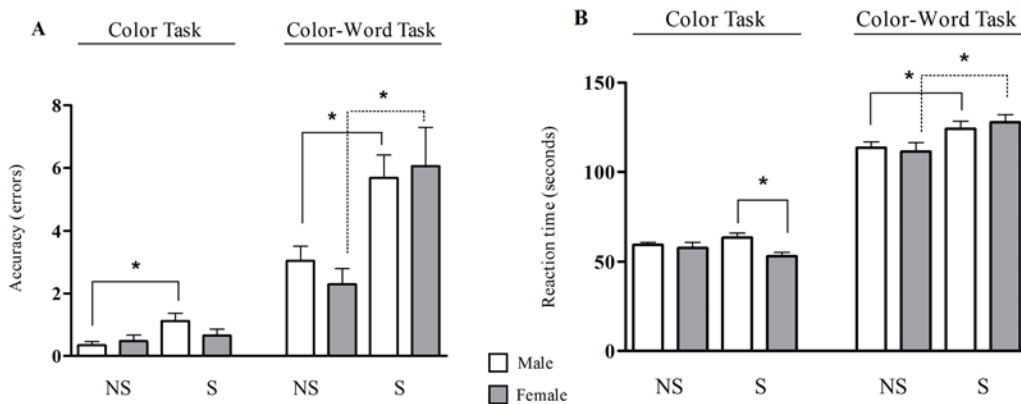 A
Color Task
Color-Word Task
Accuracy (errors)
8
6
4
2
0
*
*
*
NS
S
NS
S
Male
Female
B
Color Task
Color-Word Task
Reaction time (seconds)
150
100
50
0
*
*
*
NS
S
NS
S